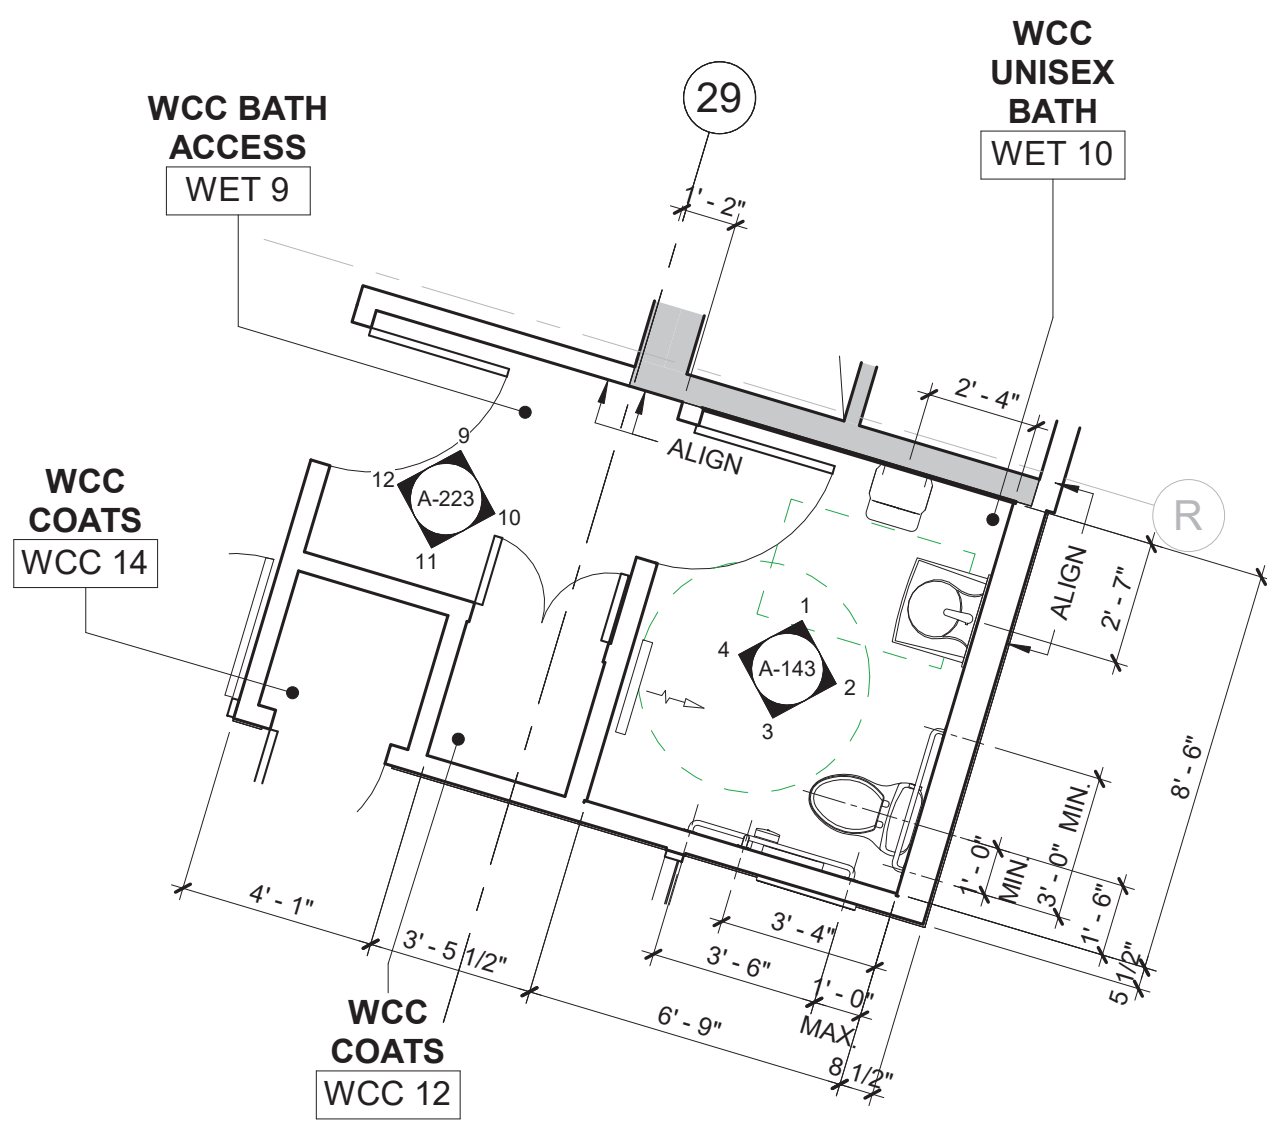 WCC
UNISEX
BATH
WET 10
29
WCC BATH
ACCESS
WET 9
1' - 2"
2' - 4"
ALIGN
9
12
A-223
10
11
WCC
COATS
WCC 14
R
ALIGN
2' - 7"
1
4
A-143
2
3
8' - 6"
1' - 0"
MIN.
3' - 0" MIN.
1' - 6"
5 1/2"
4' - 1"
3' - 5 1/2"
3' - 4"
3' - 6"
1' - 0"
MAX.
6' - 9"
8 1/2"
WCC
COATS
WCC 12